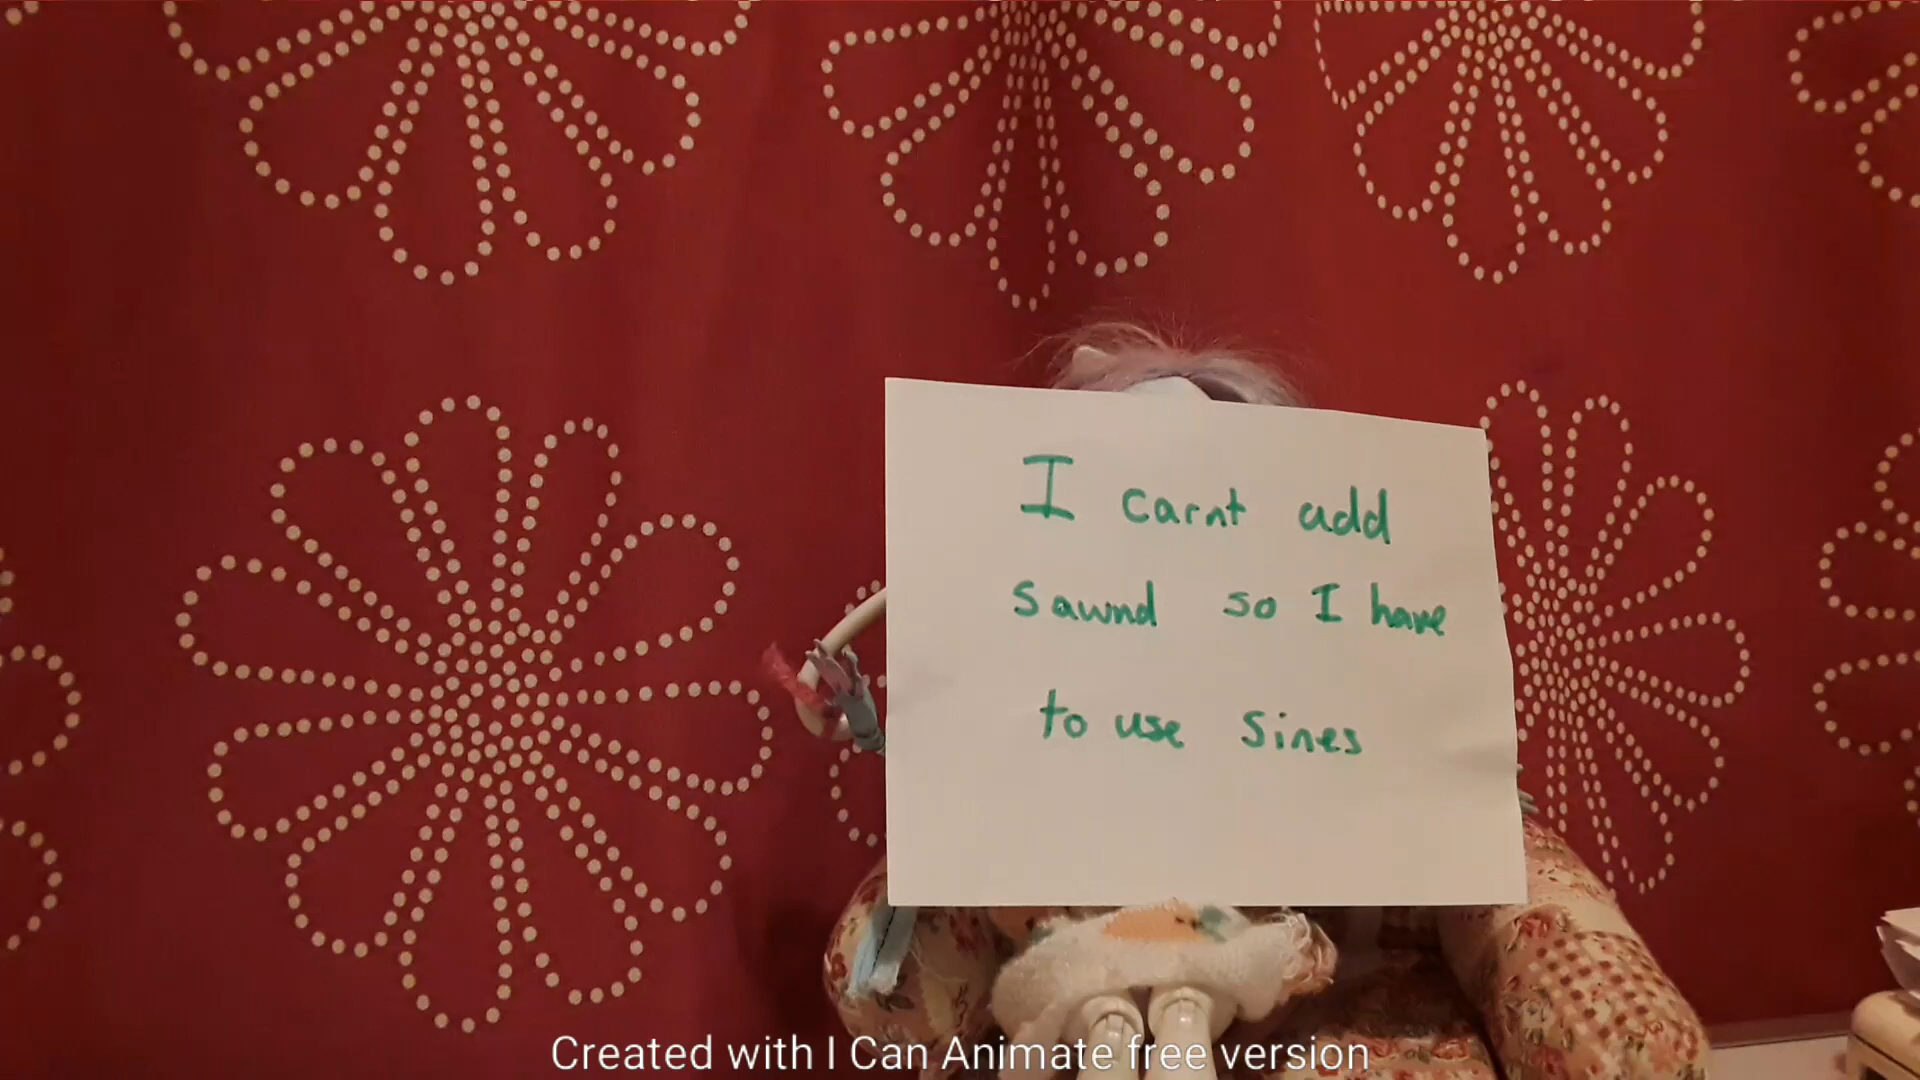 I carnt add
sawnd so I have
to use sines
Created with I Can Animate free version